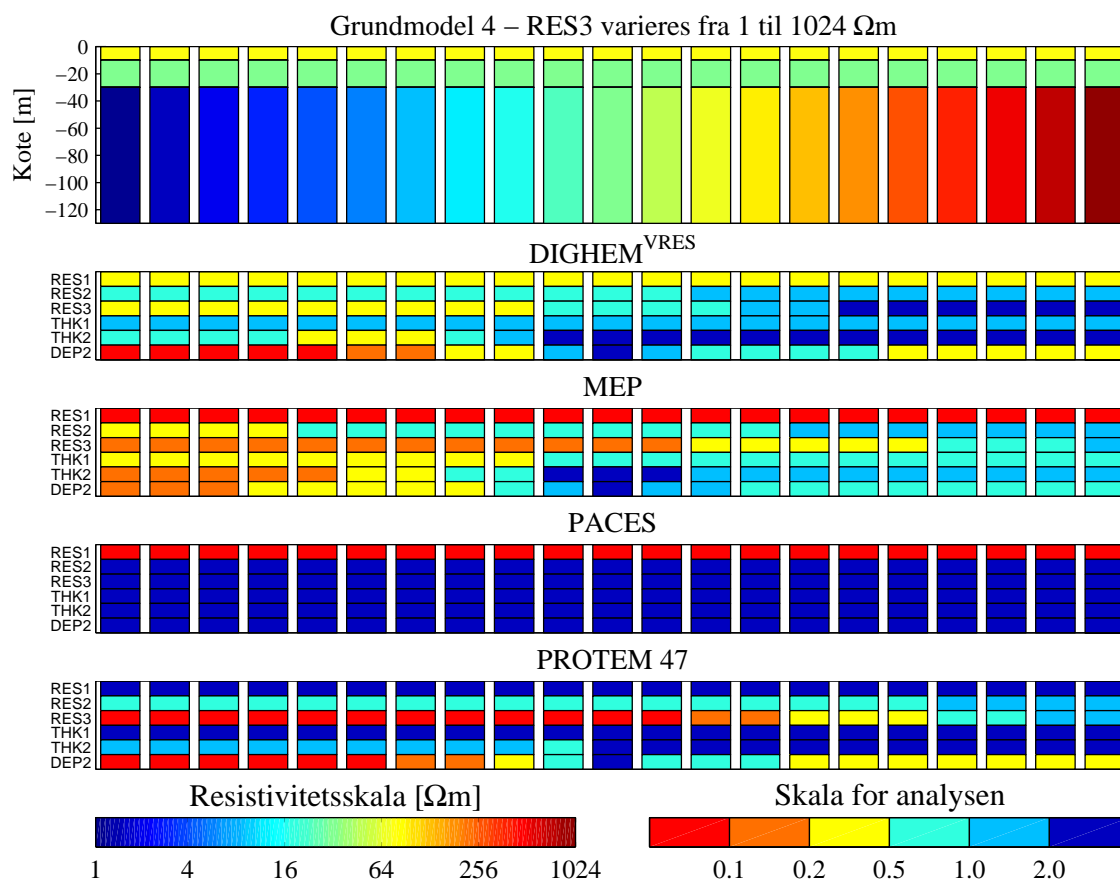 Grundmodel 4 – RES3 varieres fra 1 til 1024 Ωm
Kote [m]
0
−20
−40
−60
−80
−100
−120
DIGHEM^VRES
RES1
RES2
RES3
THK1
THK2
DEP2
MEP
RES1
RES2
RES3
THK1
THK2
DEP2
PACES
RES1
RES2
RES3
THK1
THK2
DEP2
PROTEM 47
RES1
RES2
RES3
THK1
THK2
DEP2
Resistivitetsskala [Ωm]
1 4 16 64 256 1024
Skala for analysen
0.1 0.2 0.5 1.0 2.0